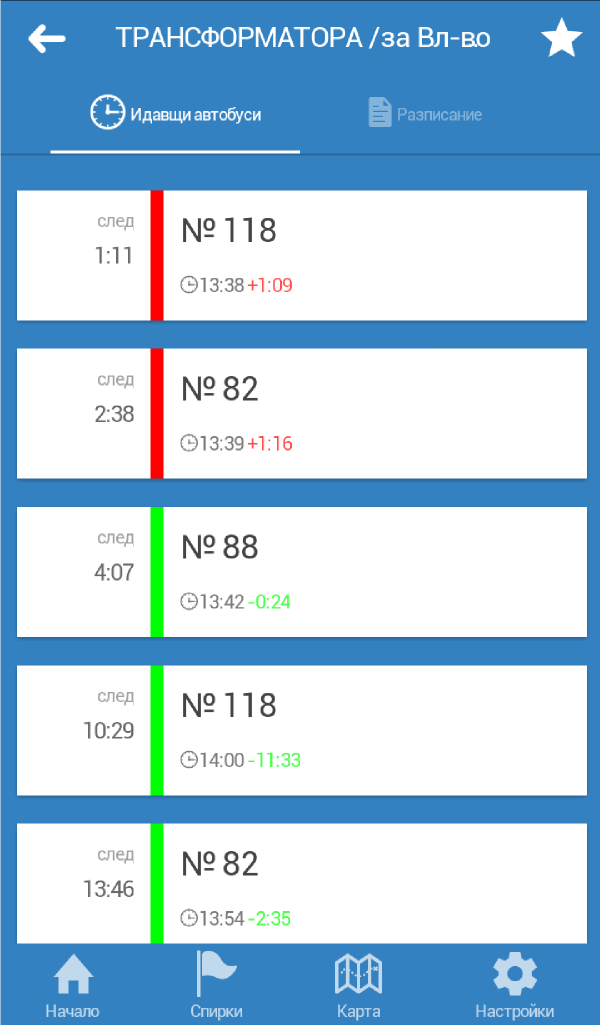 ТРАНСФОРМАТОРА /за Вл-во
Идавщи автобуси
Разписание
след
1:11
№ 118
13:38 +1:09
след
2:38
№ 82
13:39 +1:16
след
4:07
№ 88
13:42 -0:24
след
10:29
№ 118
14:00 -11:33
след
13:46
№ 82
13:54 -2:35
Начало
Спирки
Карта
Настройки